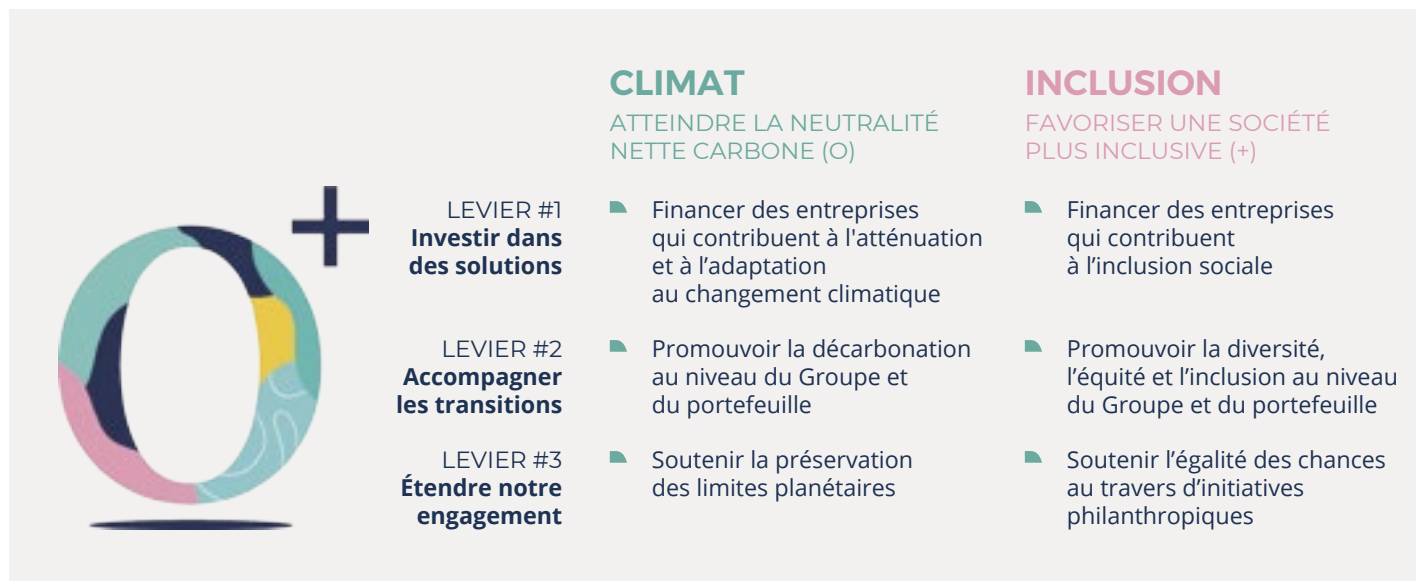 CLIMAT
ATTEINDRE LA NEUTRALITÉ
NETTE CARBONE (O)
INCLUSION
FAVORISER UNE SOCIÉTÉ
PLUS INCLUSIVE (+)
O+
LEVIER #1
Investir dans
des solutions
Financer des entreprises
qui contribuent à l'atténuation
et à l’adaptation
au changement climatique
Financer des entreprises
qui contribuent
à l’inclusion sociale
LEVIER #2
Accompagner
les transitions
Promouvoir la décarbonation
au niveau du Groupe et
du portefeuille
Promouvoir la diversité,
l’équité et l’inclusion au niveau
du Groupe et du portefeuille
LEVIER #3
Étendre notre
engagement
Soutenir la préservation
des limites planétaires
Soutenir l’égalité des chances
au travers d’initiatives
philanthropiques